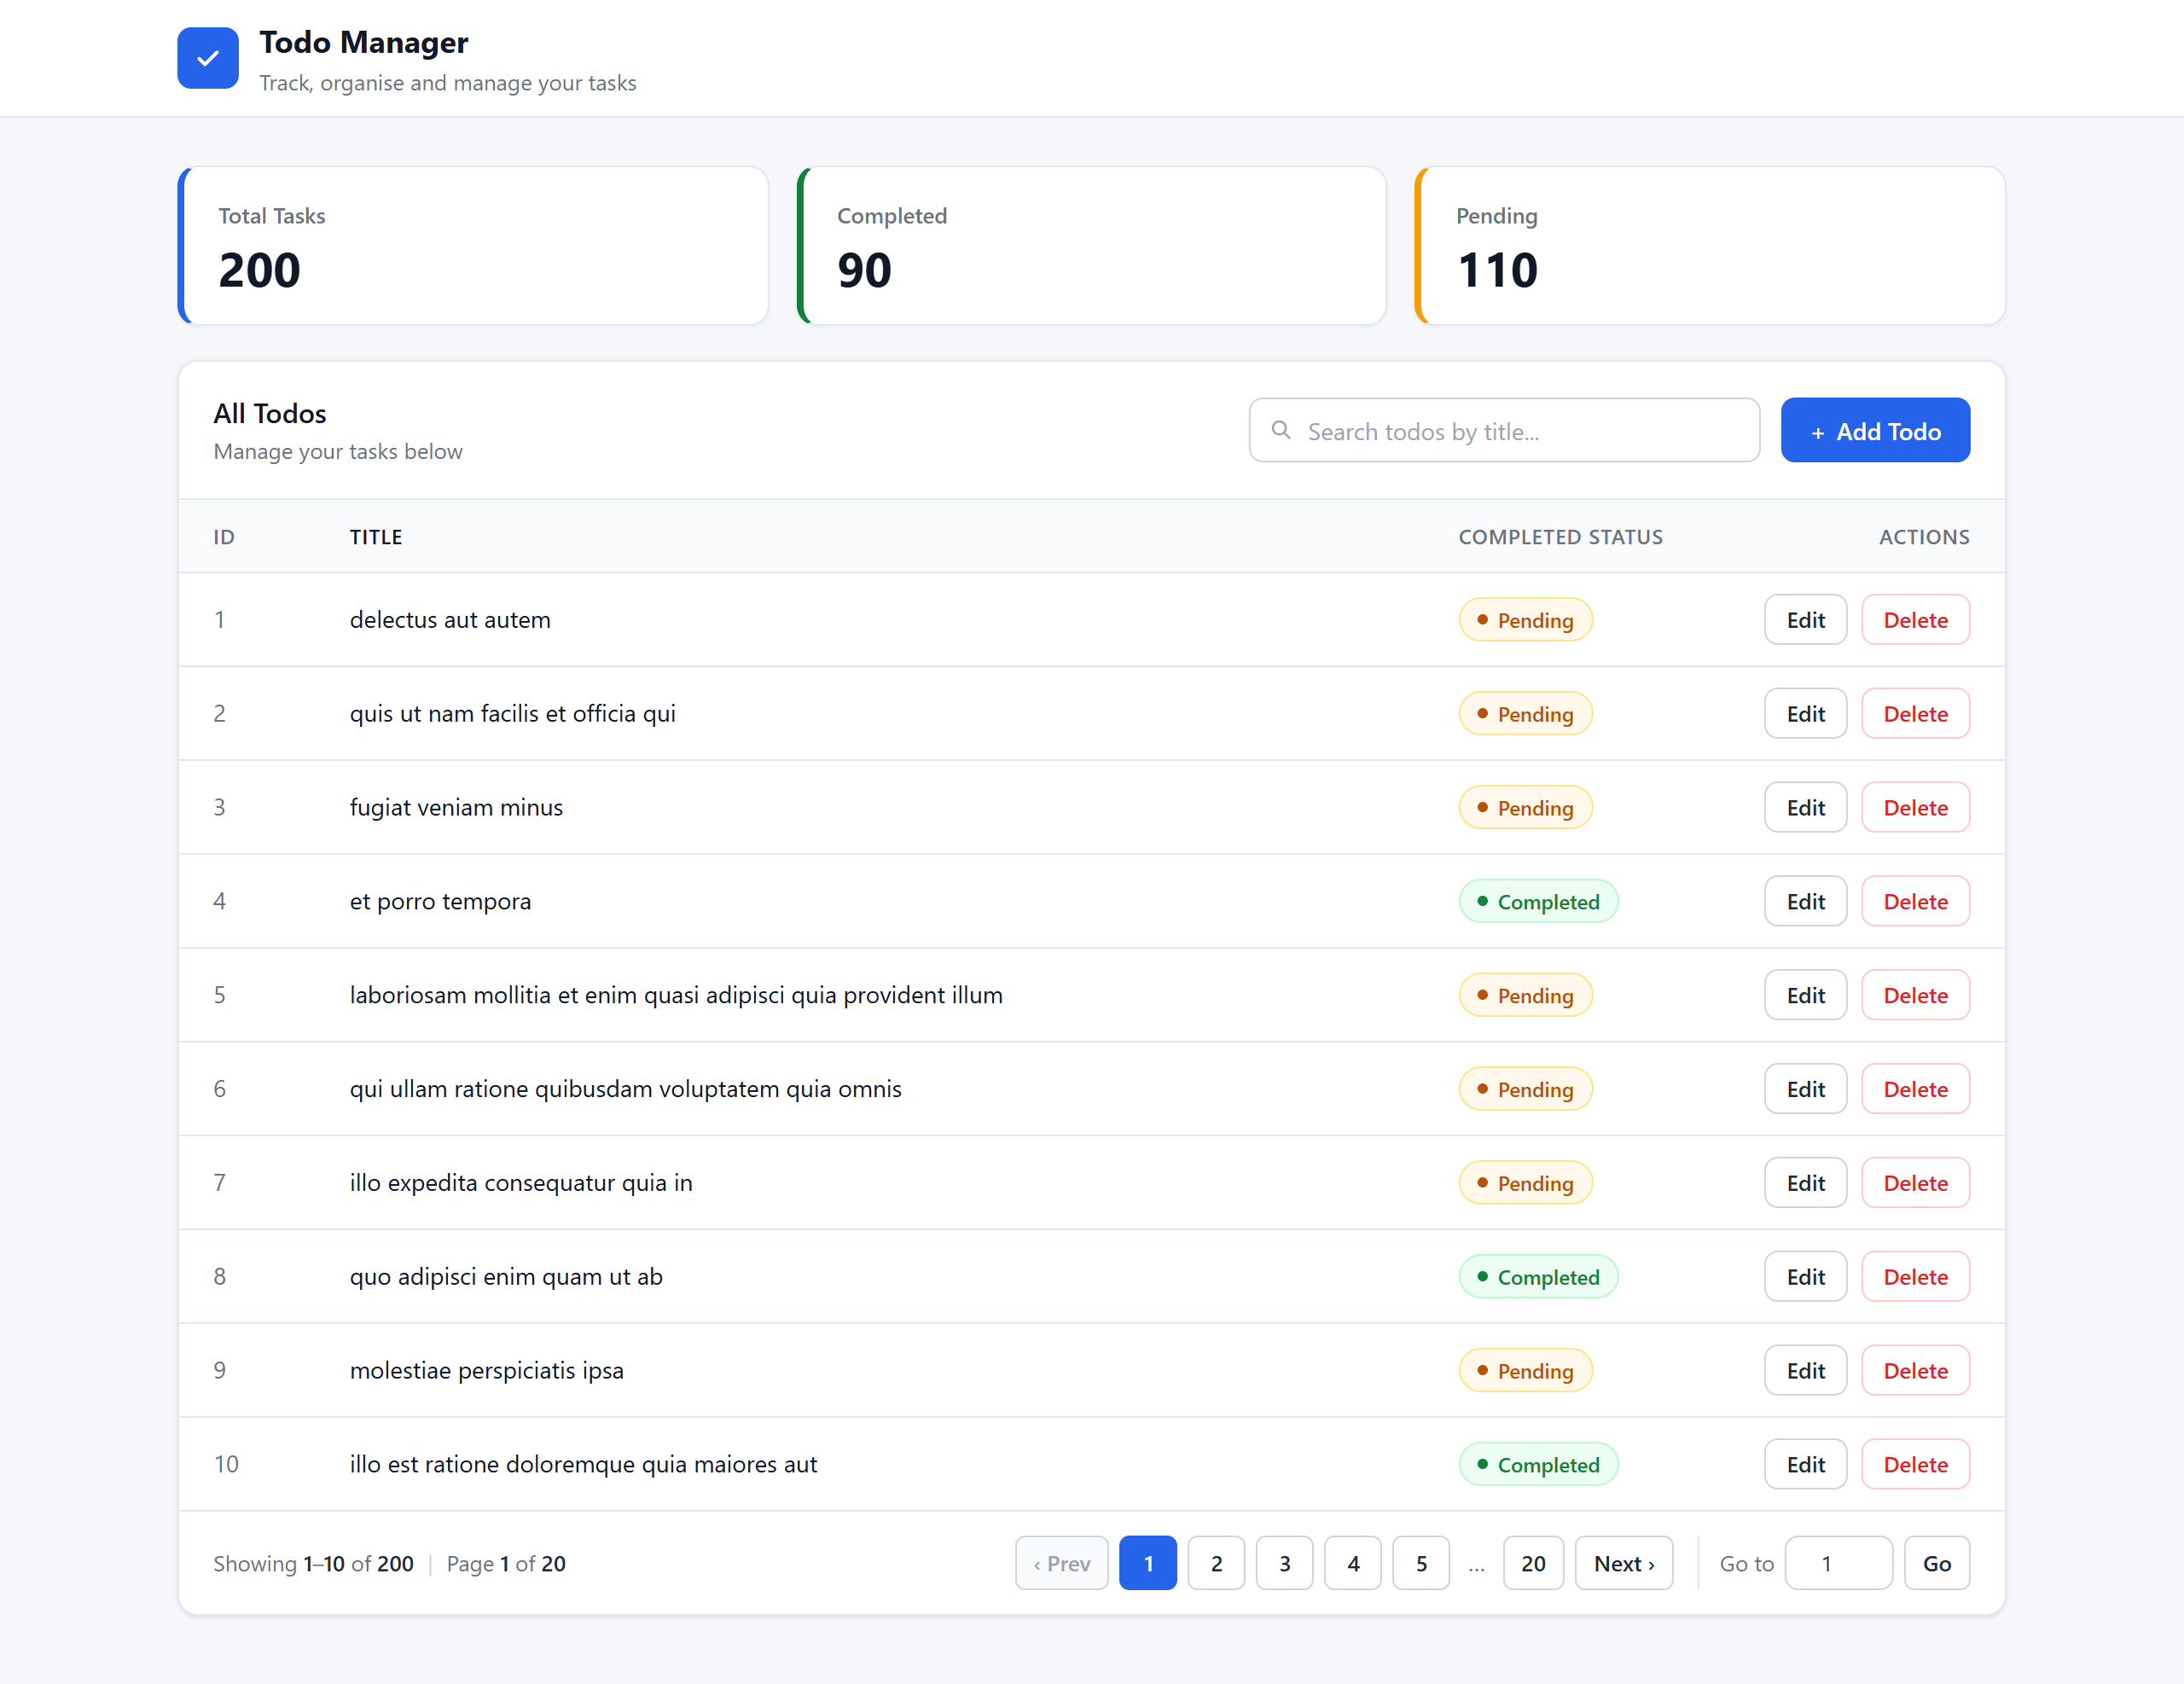 Todo Manager
Track, organise and manage your tasks
Total Tasks
200
Completed
90
Pending
110
All Todos
Manage your tasks below
Search todos by title...
+ Add Todo
ID TITLE COMPLETED STATUS ACTIONS
1 delectus aut autem Pending Edit Delete
2 quis ut nam facilis et officia qui Pending Edit Delete
3 fugiat veniam minus Pending Edit Delete
4 et porro tempora Completed Edit Delete
5 laboriosam mollitia et enim quasi adipisci quia provident illum Pending Edit Delete
6 qui ullam ratione quibusdam voluptatem quia omnis Pending Edit Delete
7 illo expedita consequatur quia in Pending Edit Delete
8 quo adipisci enim quam ut ab Completed Edit Delete
9 molestiae perspiciatis ipsa Pending Edit Delete
10 illo est ratione doloremque quia maiores aut Completed Edit Delete
Showing 1–10 of 200 | Page 1 of 20 ‹ Prev 1 2 3 4 5 ... 20 Next › Go to 1 Go